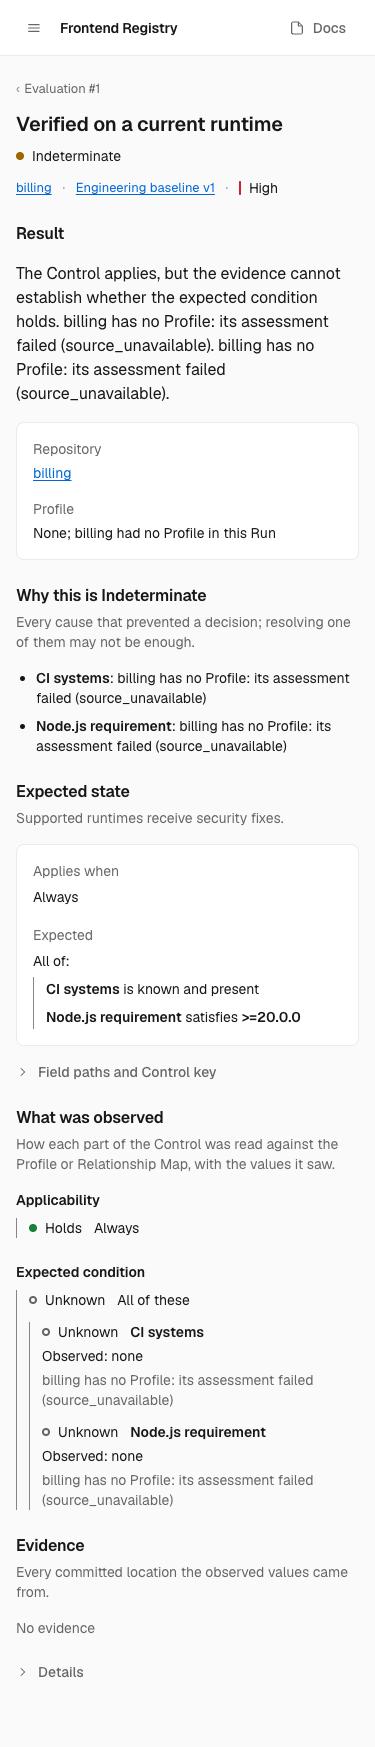 Frontend Registry
Docs
‹ Evaluation #1
Verified on a current runtime
Indeterminate
billing · Engineering baseline v1 · High
Result
The Control applies, but the evidence cannot
establish whether the expected condition
holds. billing has no Profile: its assessment
failed (source_unavailable). billing has no
Profile: its assessment failed
(source_unavailable).
Repository
billing
Profile
None; billing had no Profile in this Run
Why this is Indeterminate
Every cause that prevented a decision; resolving one
of them may not be enough.
• CI systems: billing has no Profile: its assessment
failed (source_unavailable)
• Node.js requirement: billing has no Profile: its
assessment failed (source_unavailable)
Expected state
Supported runtimes receive security fixes.
Applies when
Always
Expected
All of:
CI systems is known and present
Node.js requirement satisfies >=20.0.0
Field paths and Control key
What was observed
How each part of the Control was read against the
Profile or Relationship Map, with the values it saw.
Applicability
Holds Always
Expected condition
Unknown All of these
Unknown CI systems
Observed: none
billing has no Profile: its assessment failed
(source_unavailable)
Unknown Node.js requirement
Observed: none
billing has no Profile: its assessment failed
(source_unavailable)
Evidence
Every committed location the observed values came
from.
No evidence
Details